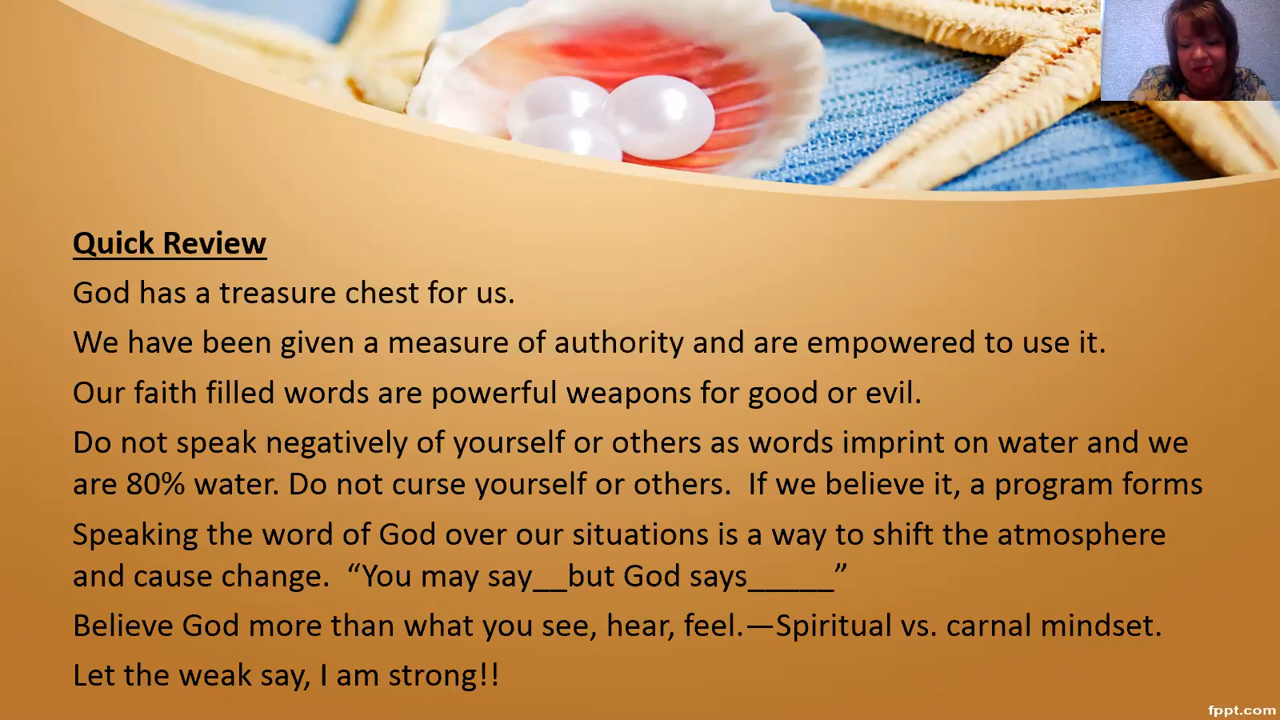 Quick Review
God has a treasure chest for us.
We have been given a measure of authority and are empowered to use it.
Our faith filled words are powerful weapons for good or evil.
Do not speak negatively of yourself or others as words imprint on water and we
are 80% water. Do not curse yourself or others.  If we believe it, a program forms
Speaking the word of God over our situations is a way to shift the atmosphere
and cause change.  “You may say__but God says_____”
Believe God more than what you see, hear, feel.—Spiritual vs. carnal mindset.
Let the weak say, I am strong!!
fppt.com